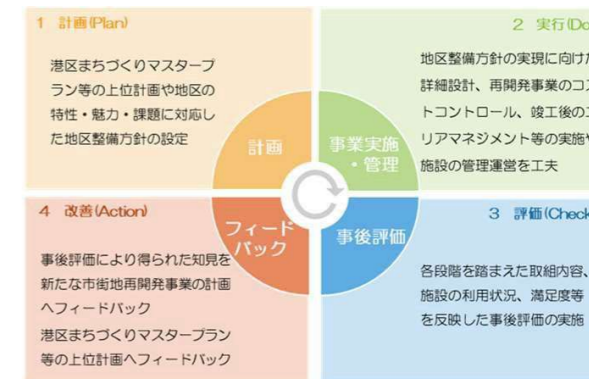 1 計画(Plan)
港区まちづくりマスタープ
ラン等の上位計画や地区の
特性・魅力・課題に対応し
た地区整備方針の設定
計画
2 実行(Do
地区整備方針の実現に向けた
詳細設計、再開発事業のコス
トコントロール、竣工後のエ
リアマネジメント等の実施や
施設の管理運営を工夫
事業実施
・管理
4 改善(Action)
事後評価により得られた知見を
新たな市街地再開発事業の計画
へフィードバック
港区まちづくりマスタープラン
等の上位計画へフィードバック
フィード
バック
3 評価(Check
各段階を踏まえた取組内容、
施設の利用状況、満足度等
を反映した事後評価の実施
事後評価